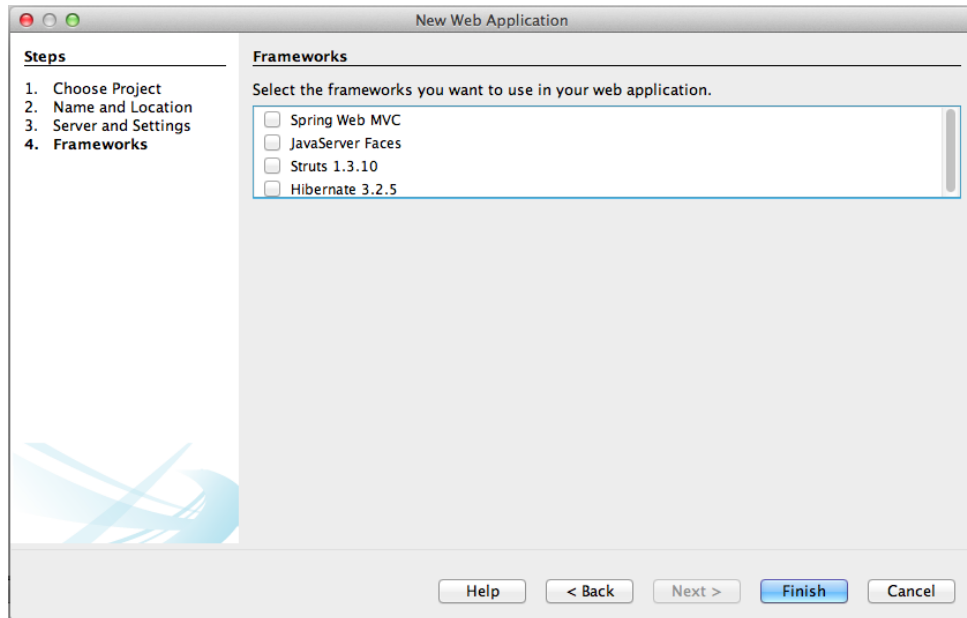 New Web Application
Steps
1. Choose Project
2. Name and Location
3. Server and Settings
4. Frameworks
Frameworks
Select the frameworks you want to use in your web application.
Spring Web MVC
JavaServer Faces
Struts 1.3.10
Hibernate 3.2.5
Help < Back Next > Finish Cancel